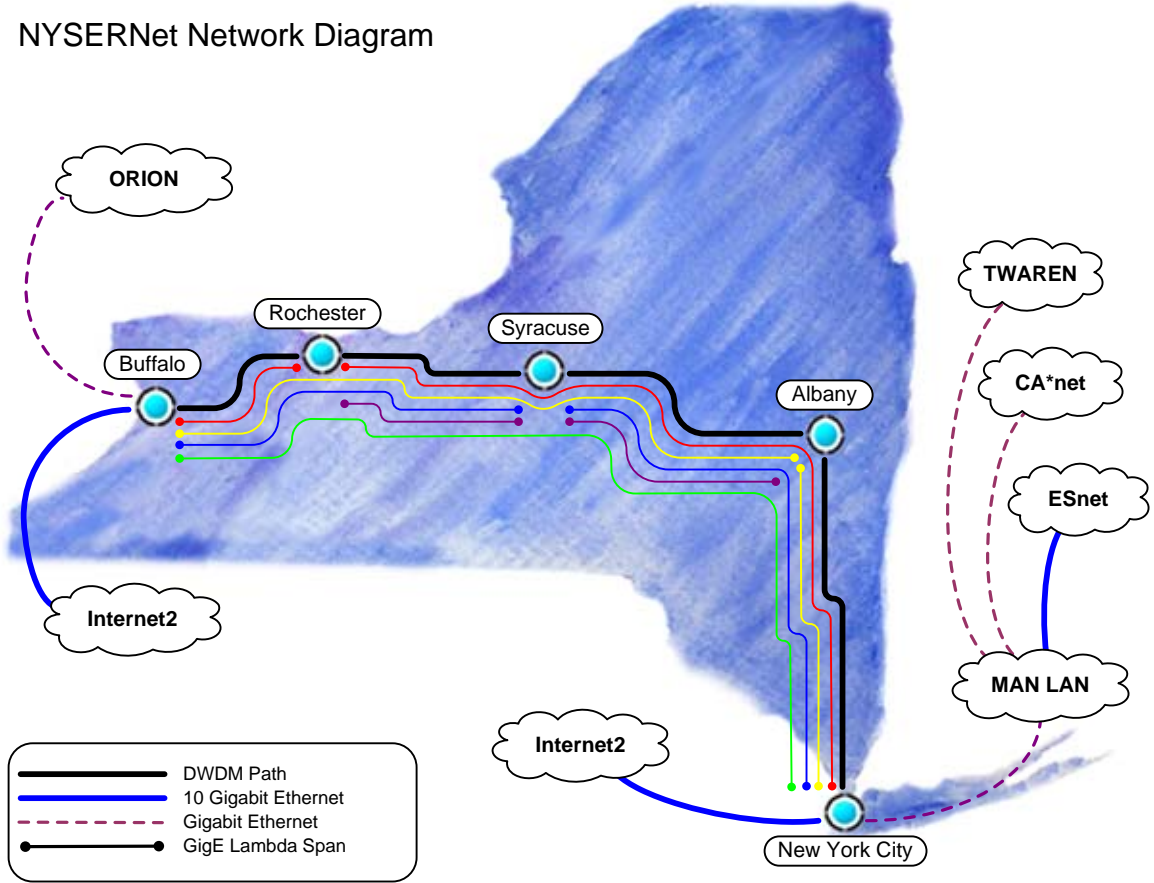 NYSERNet Network Diagram
ORION
TWAREN
Rochester
Syracuse
Buffalo
CA*net
Albany
ESnet
Internet2
MAN LAN
Internet2
DWDM Path
10 Gigabit Ethernet
Gigabit Ethernet
GigE Lambda Span
New York City